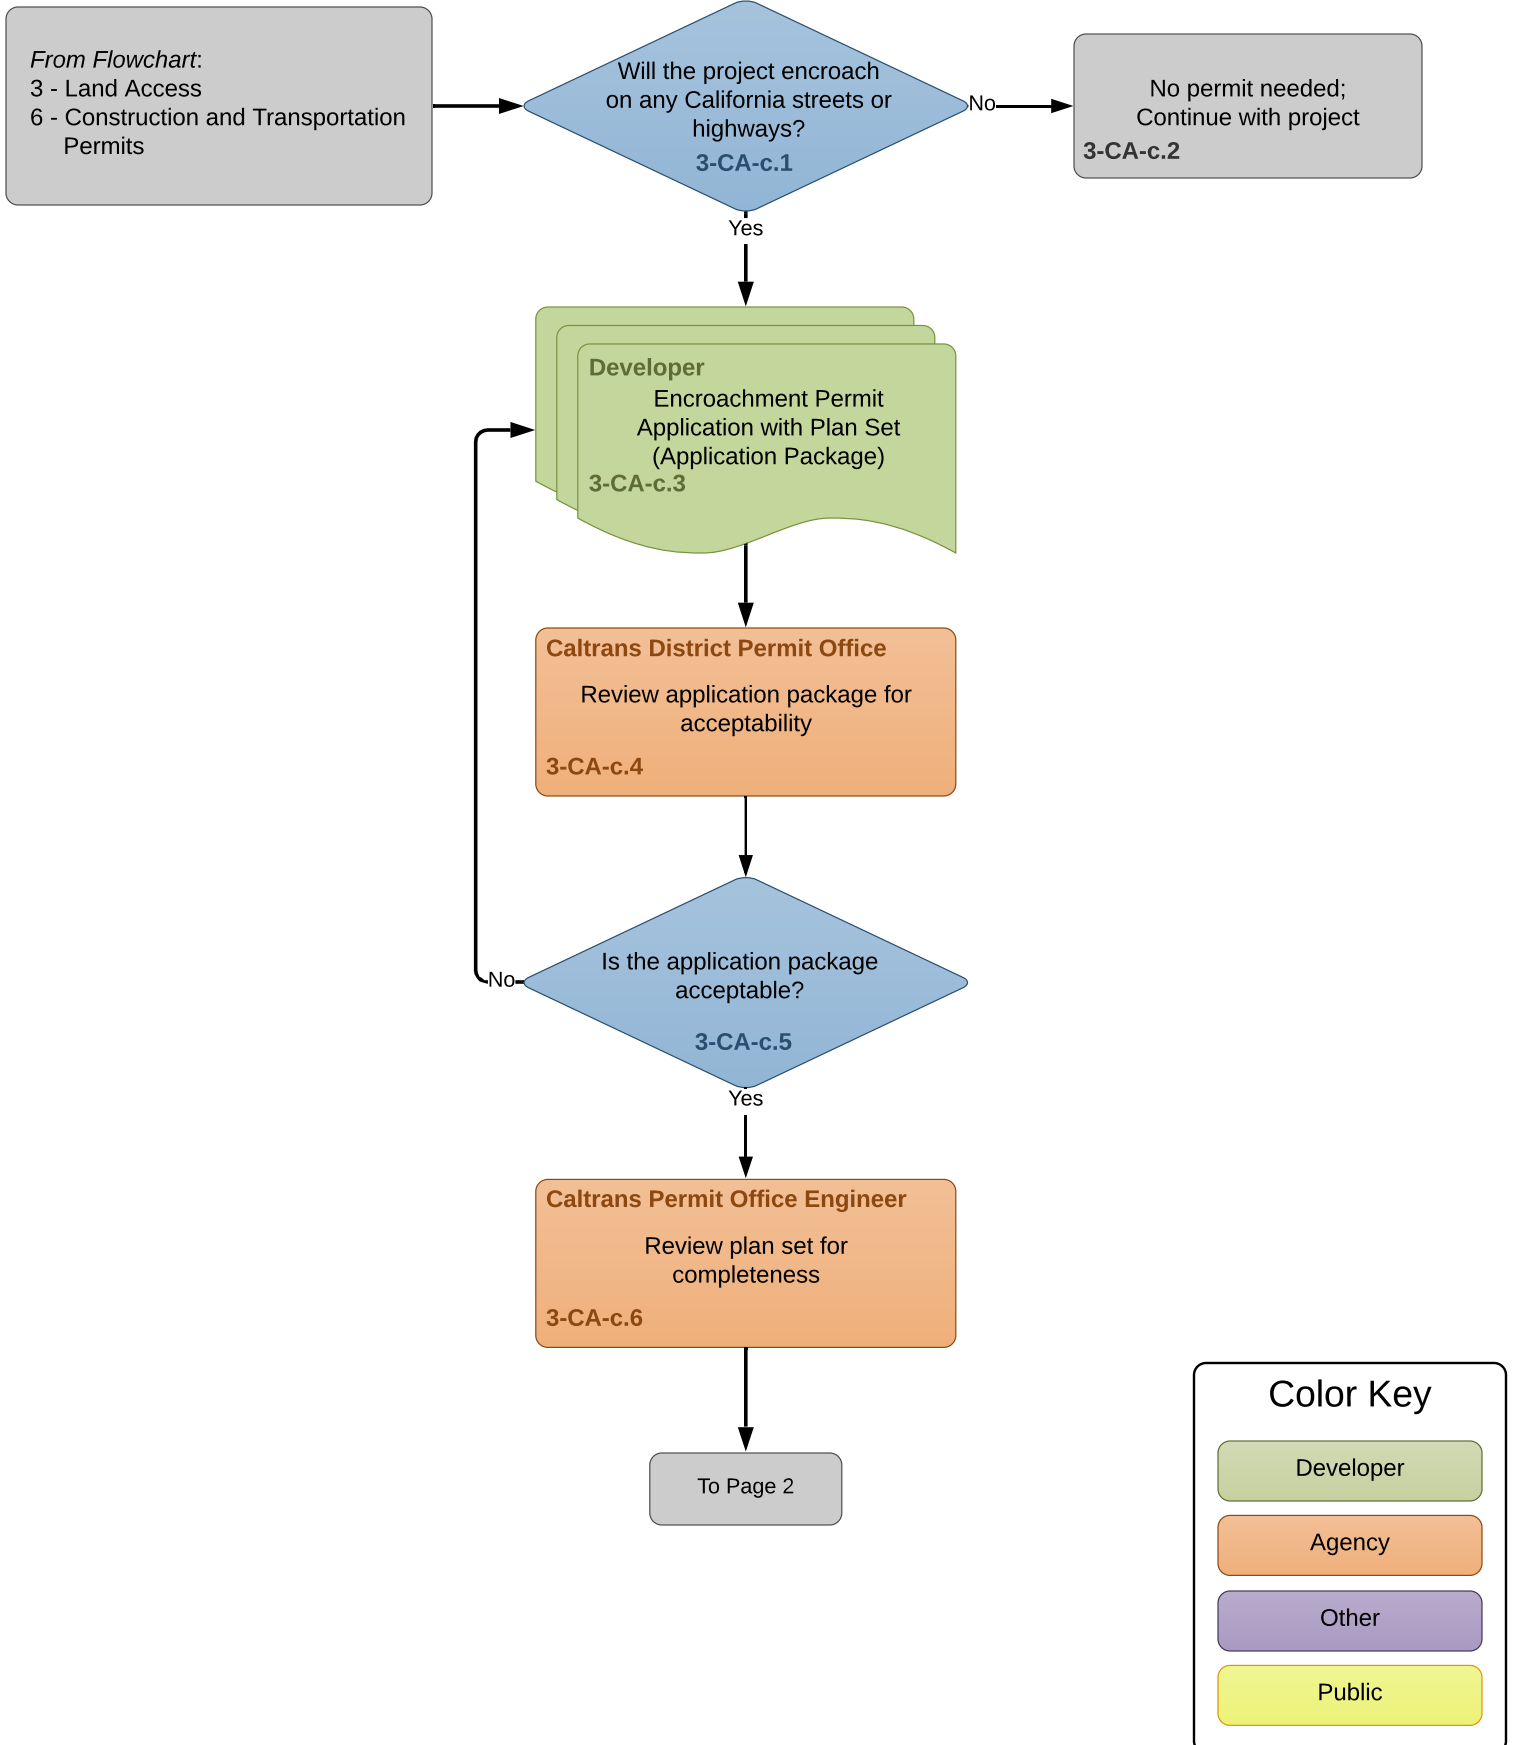 From Flowchart:
3 - Land Access
6 - Construction and Transportation
Permits
Will the project encroach
on any California streets or
highways?
3-CA-c.1
No
No permit needed;
Continue with project
3-CA-c.2
Yes
Developer
Encroachment Permit
Application with Plan Set
(Application Package)
3-CA-c.3
Caltrans District Permit Office
Review application package for
acceptability
3-CA-c.4
Is the application package
acceptable?
3-CA-c.5
No
Yes
Caltrans Permit Office Engineer
Review plan set for
completeness
3-CA-c.6
To Page 2
Color Key
Developer
Agency
Other
Public